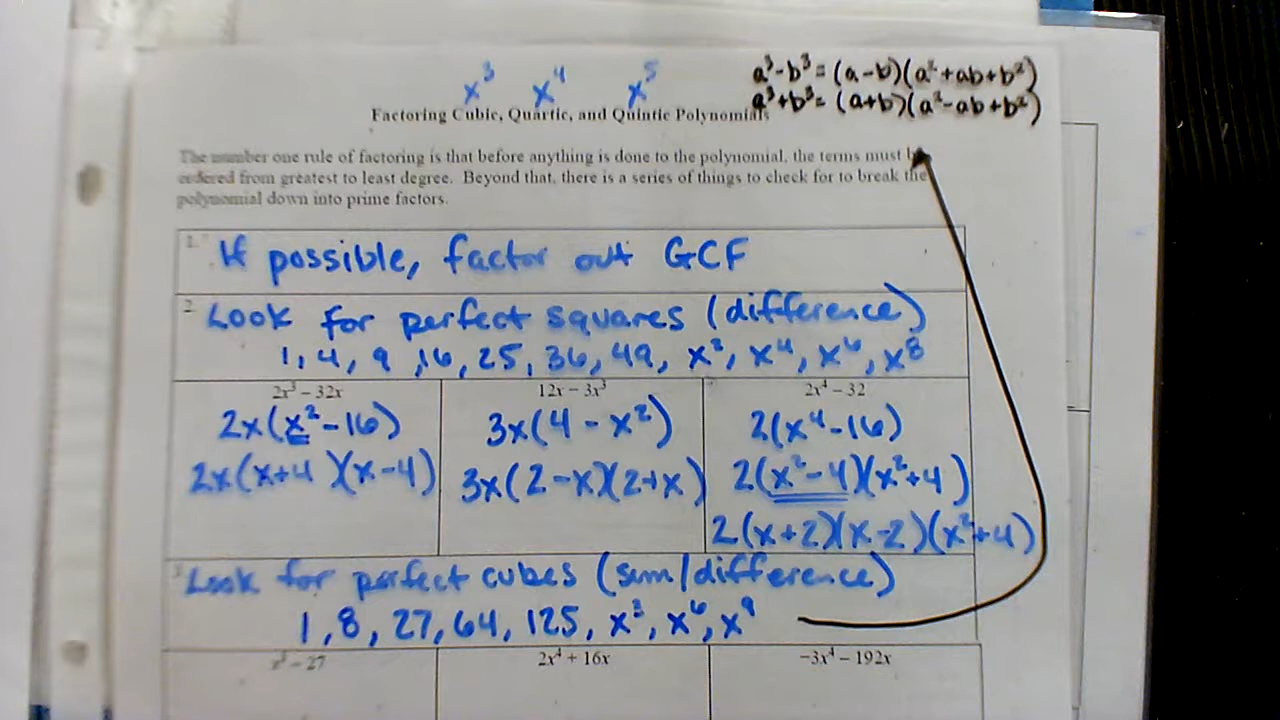 x³ x⁴ x⁵
a³-b³ = (a-b)(a²+ab+b²)
a³+b³= (a+b)(a²-ab+b²)
Factoring Cubic, Quartic, and Quintic Polynomials
The number one rule of factoring is that before anything is done to the polynomial, the terms must be
ordered from greatest to least degree. Beyond that, there is a series of things to check for to break the
polynomial down into prime factors.
1. If possible, factor out GCF
2. Look for perfect squares (difference)
1, 4, 9, 16, 25, 36, 49, x², x⁴, x⁶, x⁸
2x³ – 32x
2x(x²-16)
2x(x+4)(x-4)
12x – 3x³
3x(4 - x²)
3x(2-x)(2+x)
2x⁴ – 32
2(x⁴-16)
2(x²-4)(x²+4)
2(x+2)(x-2)(x²+4)
3. Look for perfect cubes (sum/difference)
1, 8, 27, 64, 125, x³, x⁶, x⁹
x³ – 27
2x⁴ + 16x
–3x⁴ – 192x